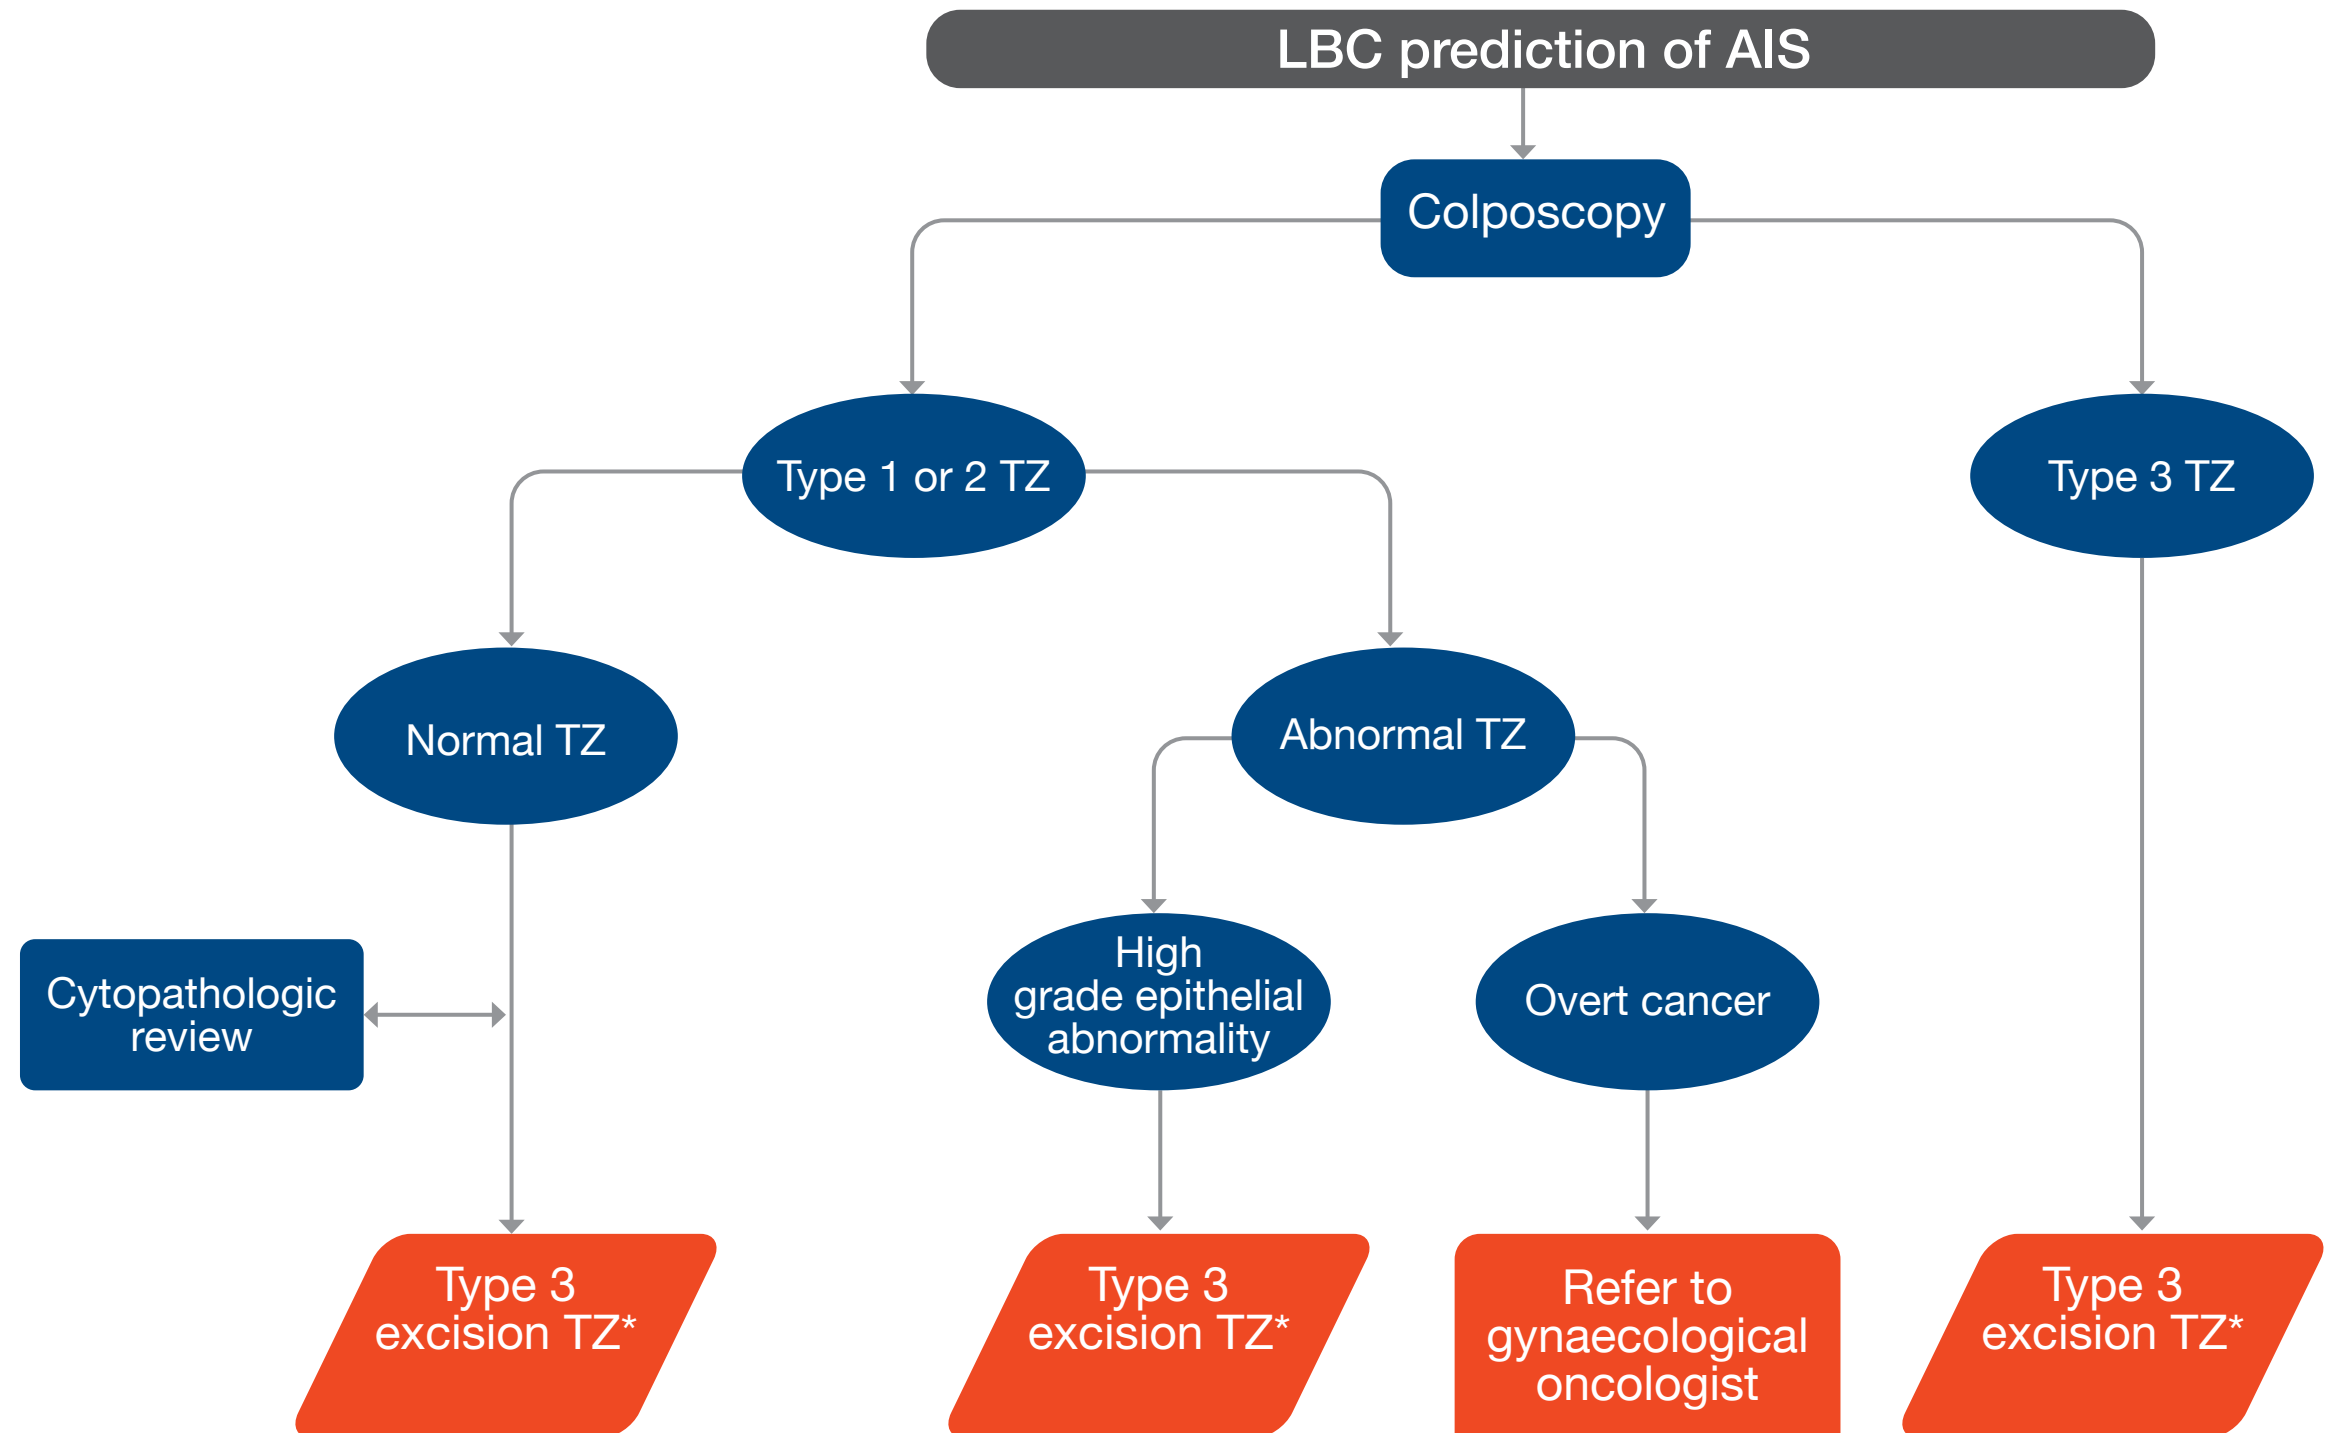 LBC prediction of AIS
Colposcopy
Type 1 or 2 TZ
Type 3 TZ
Normal TZ
Abnormal TZ
Cytopathologic
review
High
grade epithelial
abnormality
Overt cancer
Type 3
excision TZ*
Type 3
excision TZ*
Refer to
gynaecological
oncologist
Type 3
excision TZ*